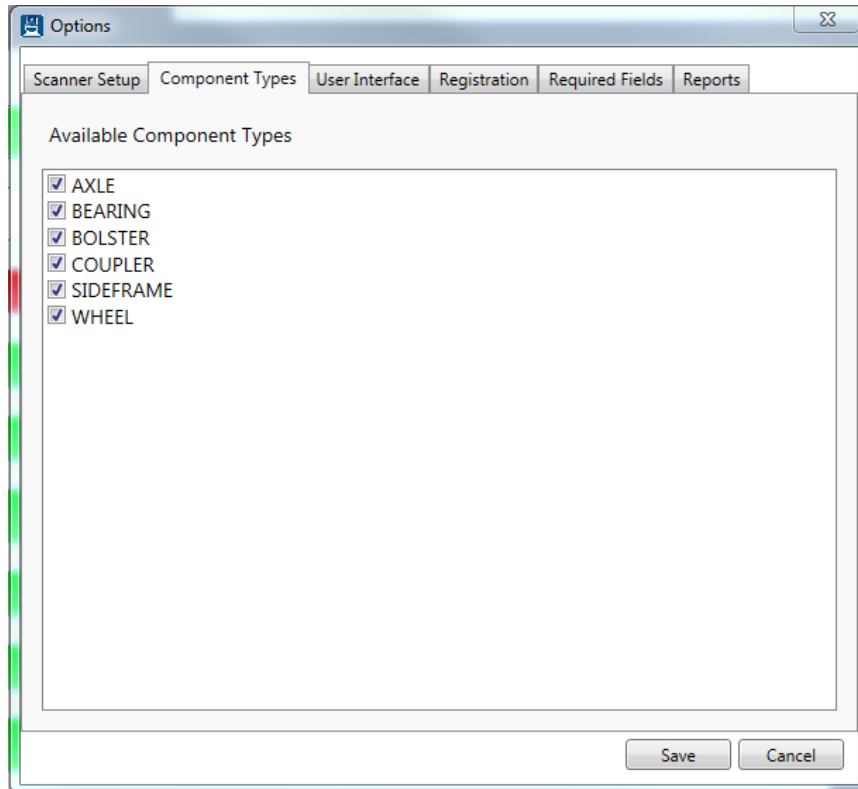 Options
Scanner Setup Component Types User Interface Registration Required Fields Reports
Available Component Types
AXLE
BEARING
BOLSTER
COUPLER
SIDEFRAME
WHEEL
Save Cancel